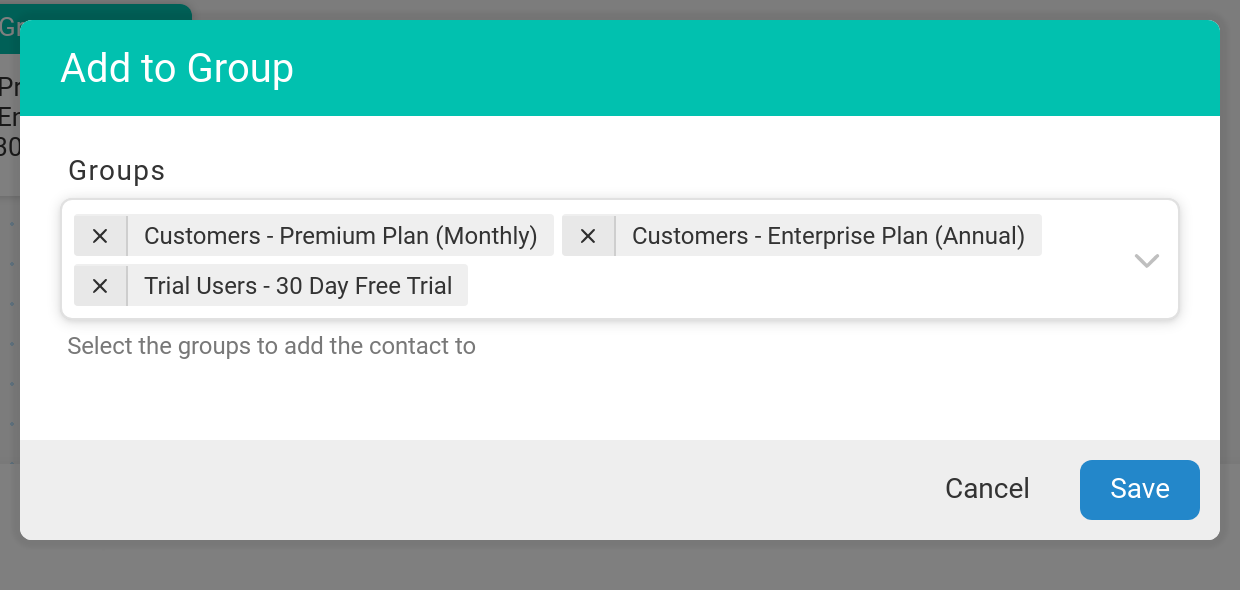 Add to Group
Groups
Customers - Premium Plan (Monthly)
Customers - Enterprise Plan (Annual)
Trial Users - 30 Day Free Trial
Select the groups to add the contact to
Cancel
Save